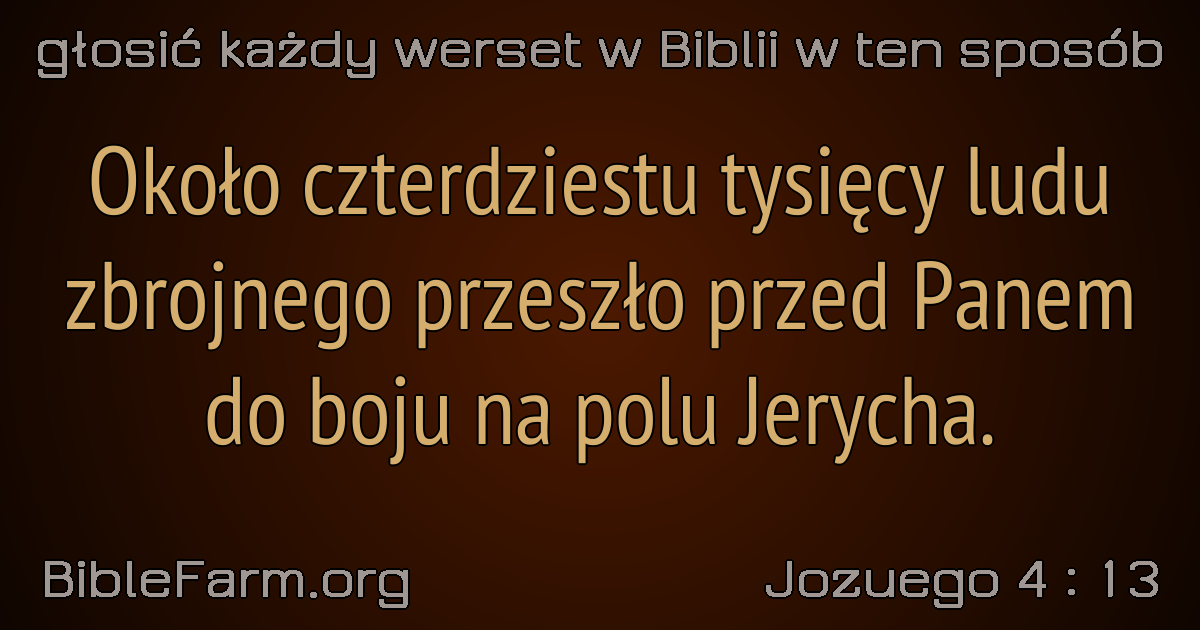 głosić każdy werset w Biblii w ten sposób
Około czterdziestu tysięcy ludu
zbrojnego przeszło przed Panem
do boju na polu Jerycha.
BibleFarm.org
Jozuego 4 : 13